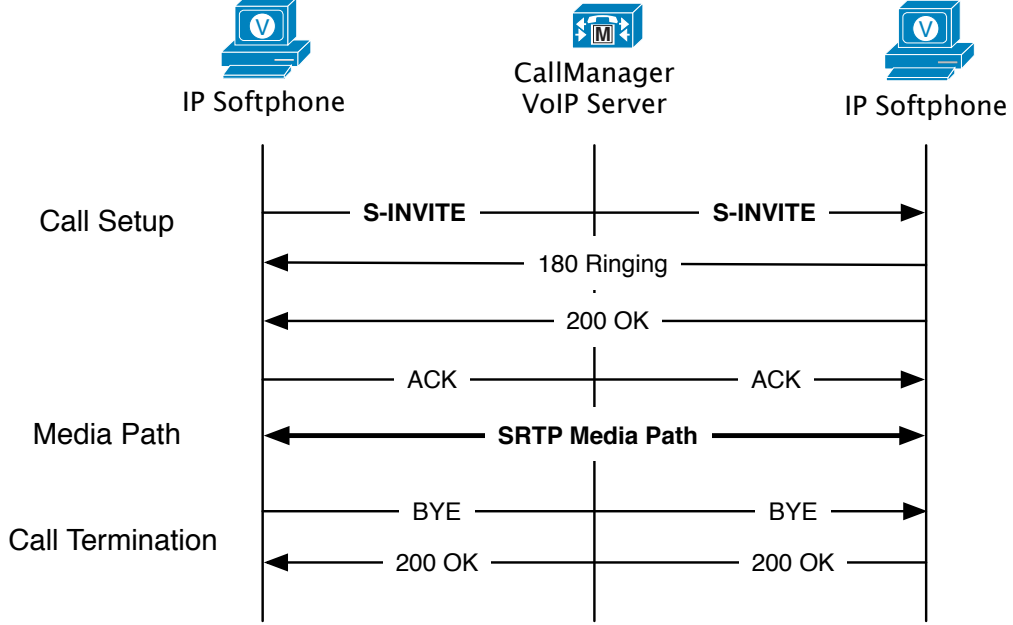 V
M
V
IP Softphone
CallManager
VoIP Server
IP Softphone
Call Setup
S-INVITE
S-INVITE
180 Ringing
200 OK
ACK
ACK
Media Path
SRTP Media Path
BYE
BYE
Call Termination
200 OK
200 OK